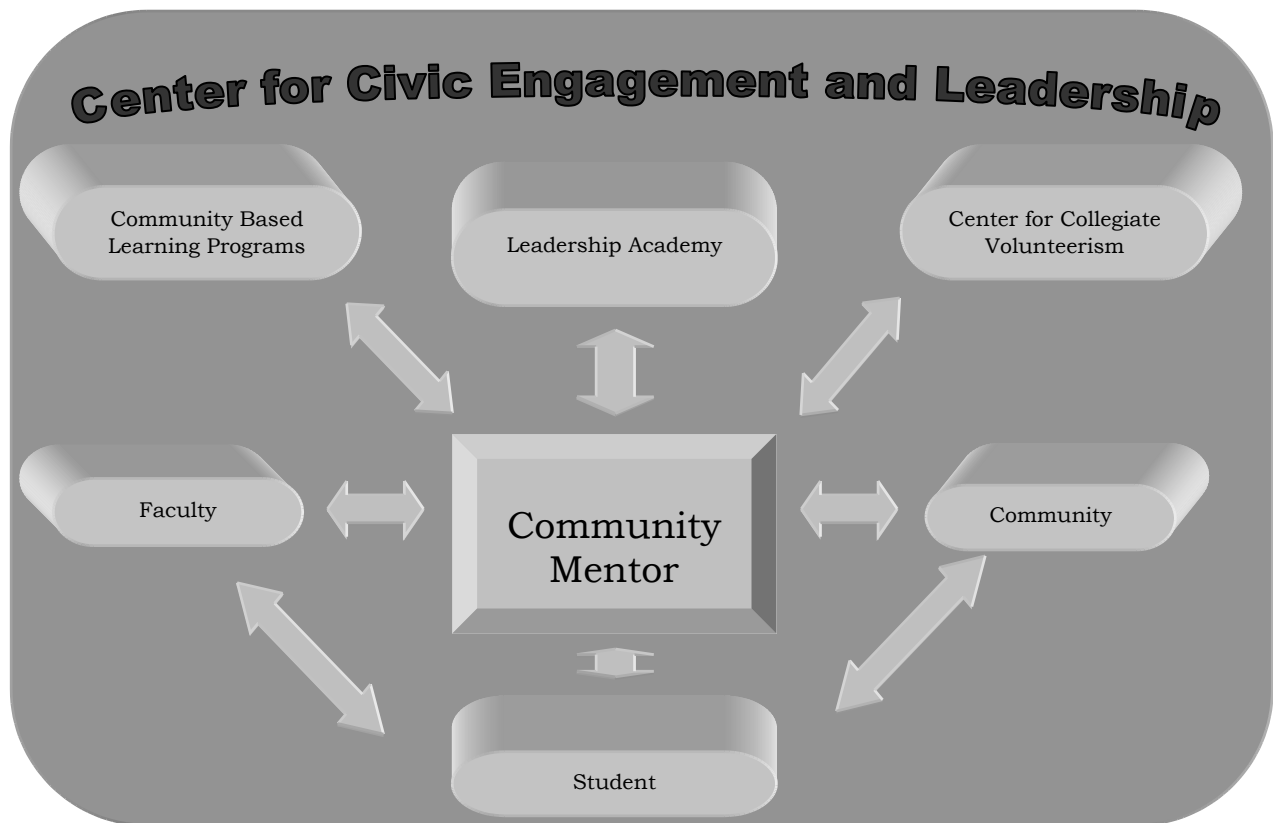 Center for Civic Engagement and Leadership
Community Based
Learning Programs
Leadership Academy
Center for Collegiate
Volunteerism
Faculty
Community
Mentor
Community
Student